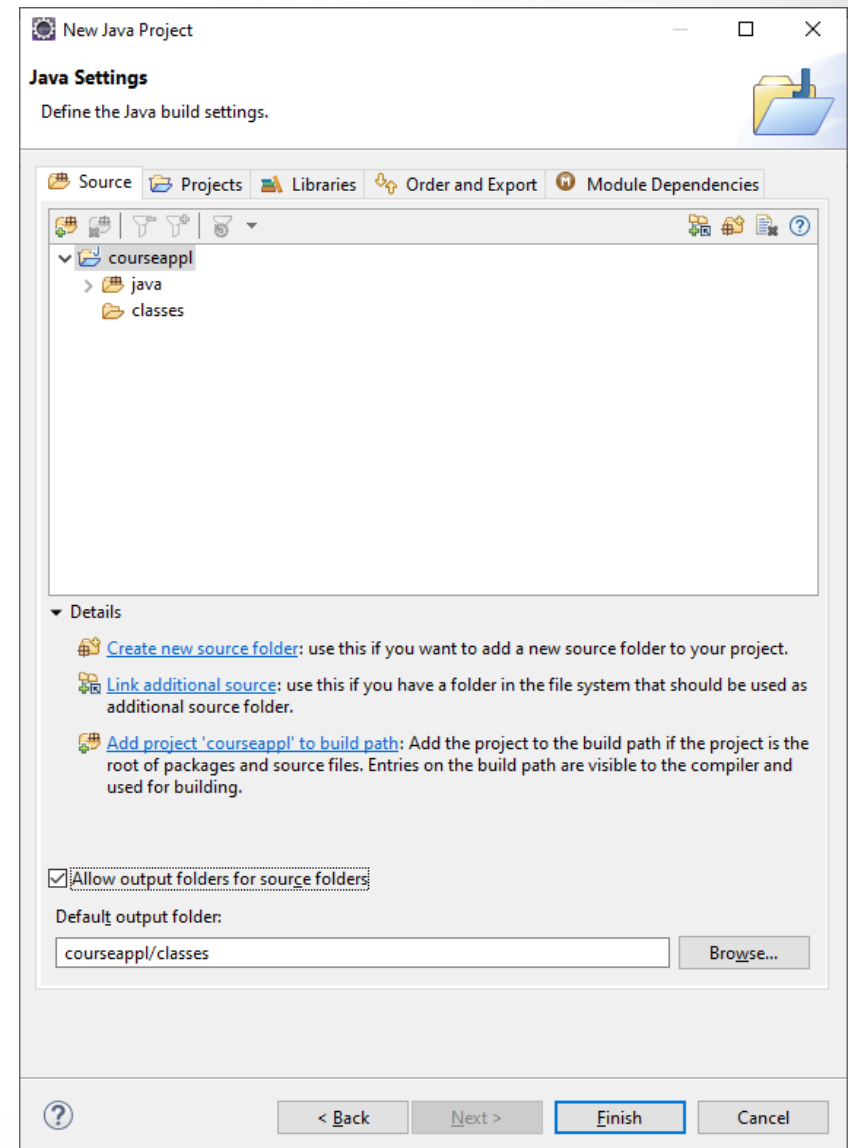 New Java Project
Java Settings
Define the Java build settings.
Source Projects Libraries Order and Export M Module Dependencies
courseappl
java
classes
Details
Create new source folder: use this if you want to add a new source folder to your project.
Link additional source: use this if you have a folder in the file system that should be used as
additional source folder.
Add project 'courseappl' to build path: Add the project to the build path if the project is the
root of packages and source files. Entries on the build path are visible to the compiler and
used for building.
Allow output folders for source folders
Default output folder:
courseappl/classes
Browse...
? < Back Next > Finish Cancel